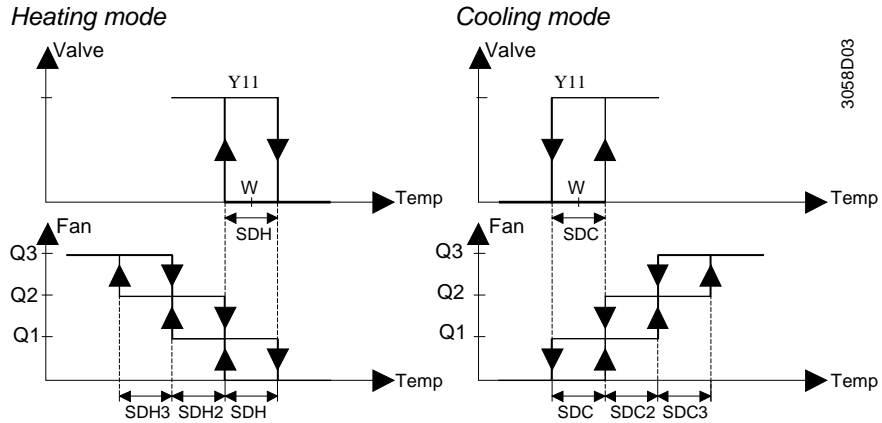 Heating mode
Valve
Y11
W
Temp
SDH
Fan
Q3
Q2
Q1
Temp
SDH3 SDH2 SDH
Cooling mode
Valve
Y11
W
Temp
SDC
Fan
Q3
Q2
Q1
Temp
SDC SDC2 SDC3
3058D03